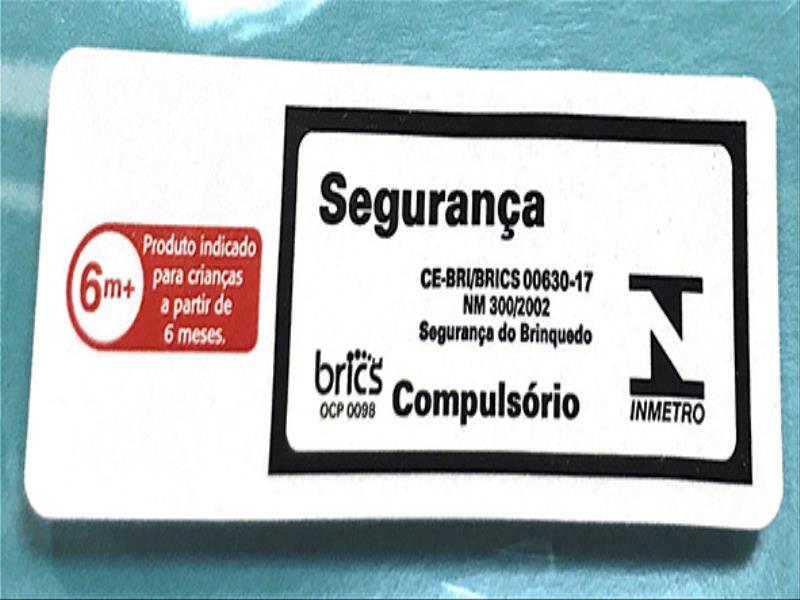 6m+
Produto indicado
para crianças
a partir de
6 meses.
Segurança
CE-BRI/BRICS 00630-17
NM 300/2002
Segurança do Brinquedo
brics
OCP 0098
Compulsório
INMETRO